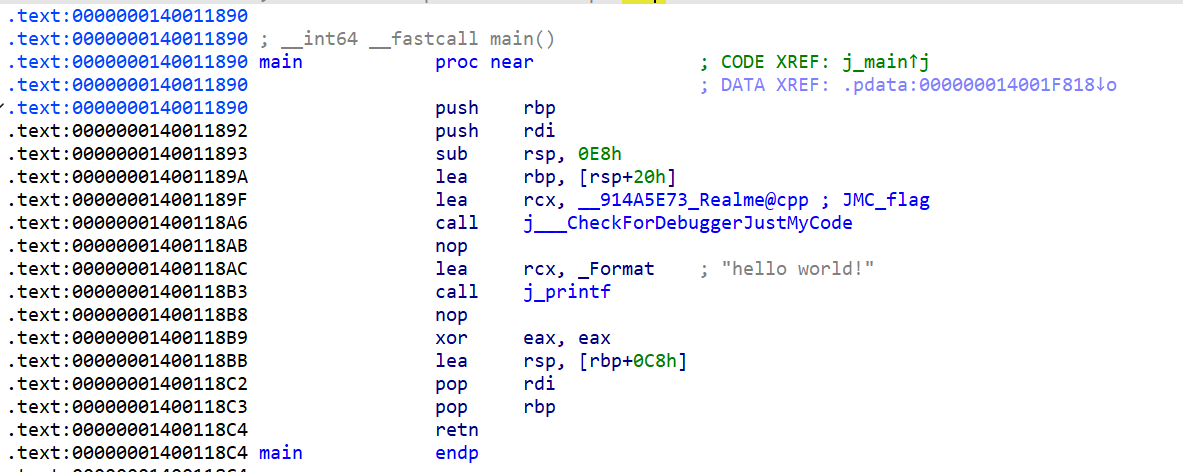 .text:0000000140011890
.text:0000000140011890 ; __int64 __fastcall main()
.text:0000000140011890 main proc near ; CODE XREF: j_main↑j
.text:0000000140011890 ; DATA XREF: .pdata:000000014001F818↓o
.text:0000000140011890 push rbp
.text:0000000140011892 push rdi
.text:0000000140011893 sub rsp, 0E8h
.text:000000014001189A lea rbp, [rsp+20h]
.text:000000014001189F lea rcx, __914A5E73_Realme@cpp ; JMC_flag
.text:00000001400118A6 call j___CheckForDebuggerJustMyCode
.text:00000001400118AB nop
.text:00000001400118AC lea rcx, _Format ; "hello world!"
.text:00000001400118B3 call j_printf
.text:00000001400118B8 nop
.text:00000001400118B9 xor eax, eax
.text:00000001400118BB lea rsp, [rbp+0C8h]
.text:00000001400118C2 pop rdi
.text:00000001400118C3 pop rbp
.text:00000001400118C4 retn
.text:00000001400118C4 main endp